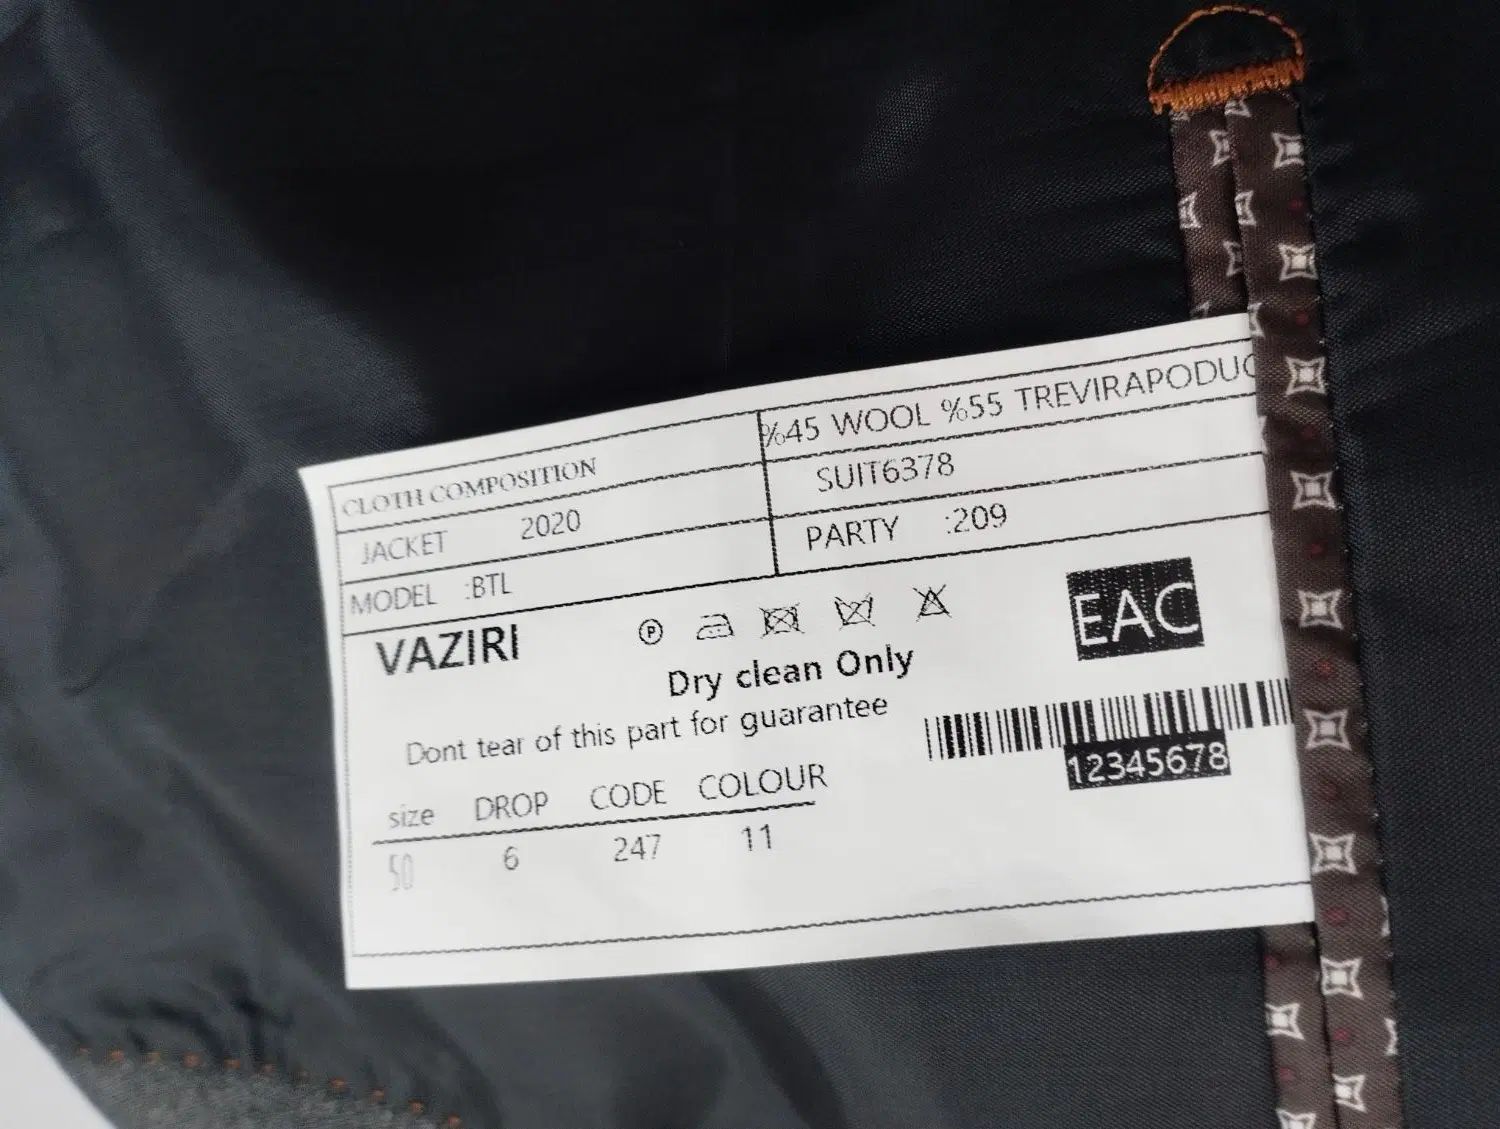 CLOTH COMPOSITION %45 WOOL %55 TREVIRAPODUC
JACKET 2020 SUIT6378
MODEL :BTL PARTY :209
VAZIRI
P
EAC
Dry clean Only
Dont tear of this part for guarantee
12345678
size DROP CODE COLOUR
50 6 247 11